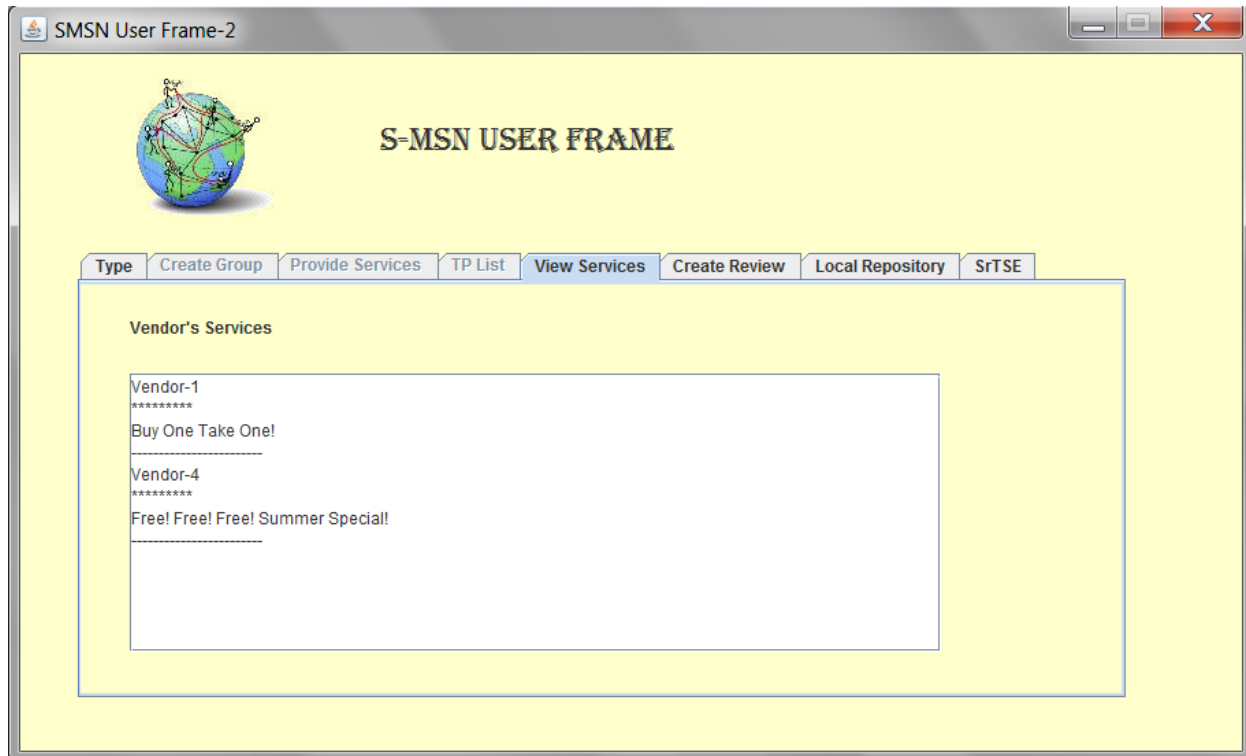 SMSN User Frame-2
S-MSN USER FRAME
Type Create Group Provide Services TP List View Services Create Review Local Repository SrTSE
Vendor's Services
Vendor-1
*********
Buy One Take One!
------------------------
Vendor-4
*********
Free! Free! Free! Summer Special!
------------------------